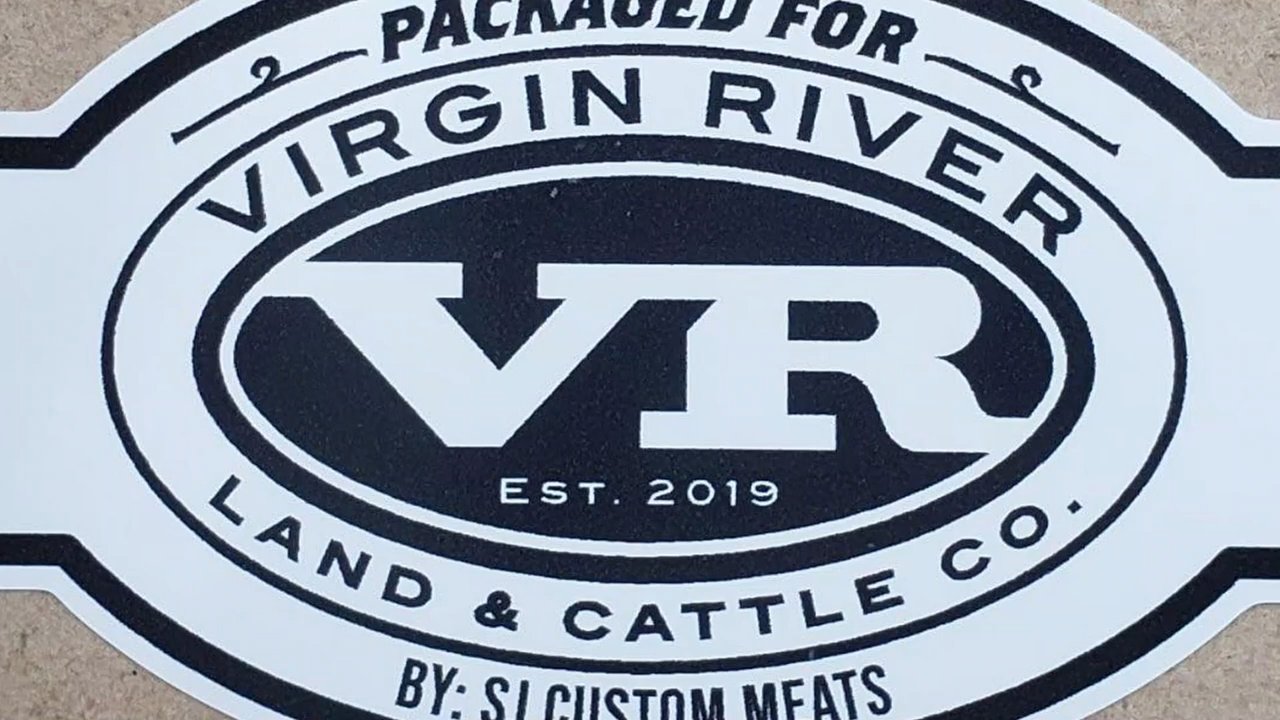 PACKAGED FOR
VIRGIN RIVER
VR
EST. 2019
LAND & CATTLE CO.
BY: SJ CUSTOM MEATS